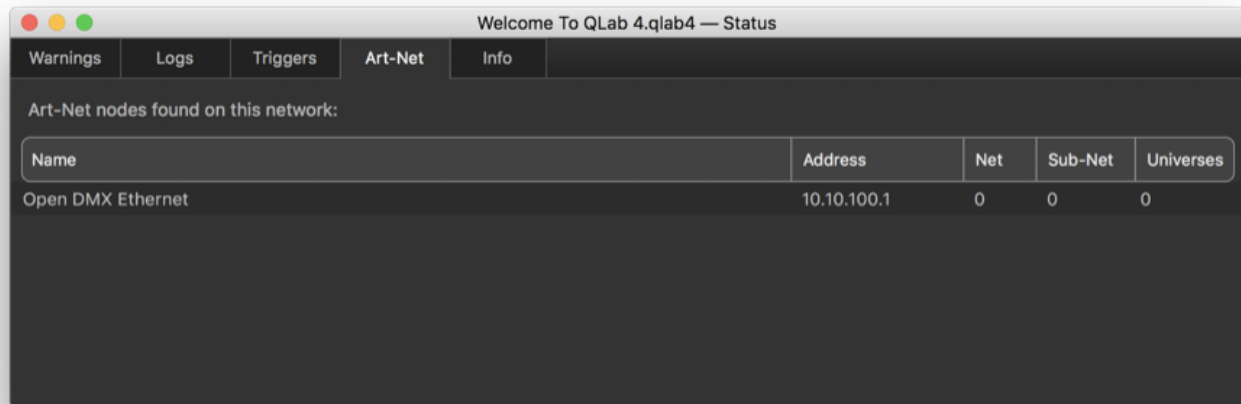 Welcome To QLab 4.qlab4 — Status
Warnings Logs Triggers Art-Net Info
Art-Net nodes found on this network:
Name Address Net Sub-Net Universes
Open DMX Ethernet 10.10.100.1 0 0 0